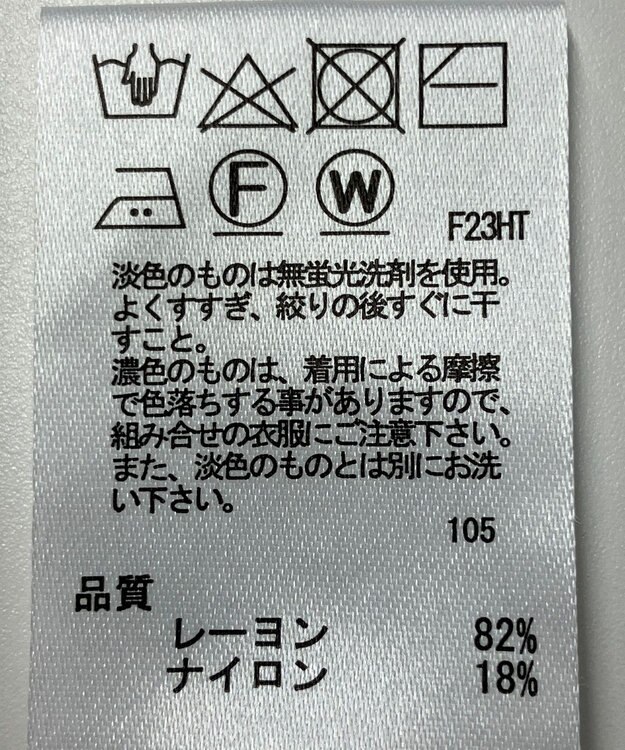 F W F23HT
淡色のものは無蛍光洗剤を使用。
よくすすぎ、絞りの後すぐに干
すこと。
濃色のものは、着用による摩擦
で色落ちする事がありますので、
組み合せの衣服にご注意下さい。
また、淡色のものとは別にお洗
い下さい。
105
品質
レーヨン 82%
ナイロン 18%